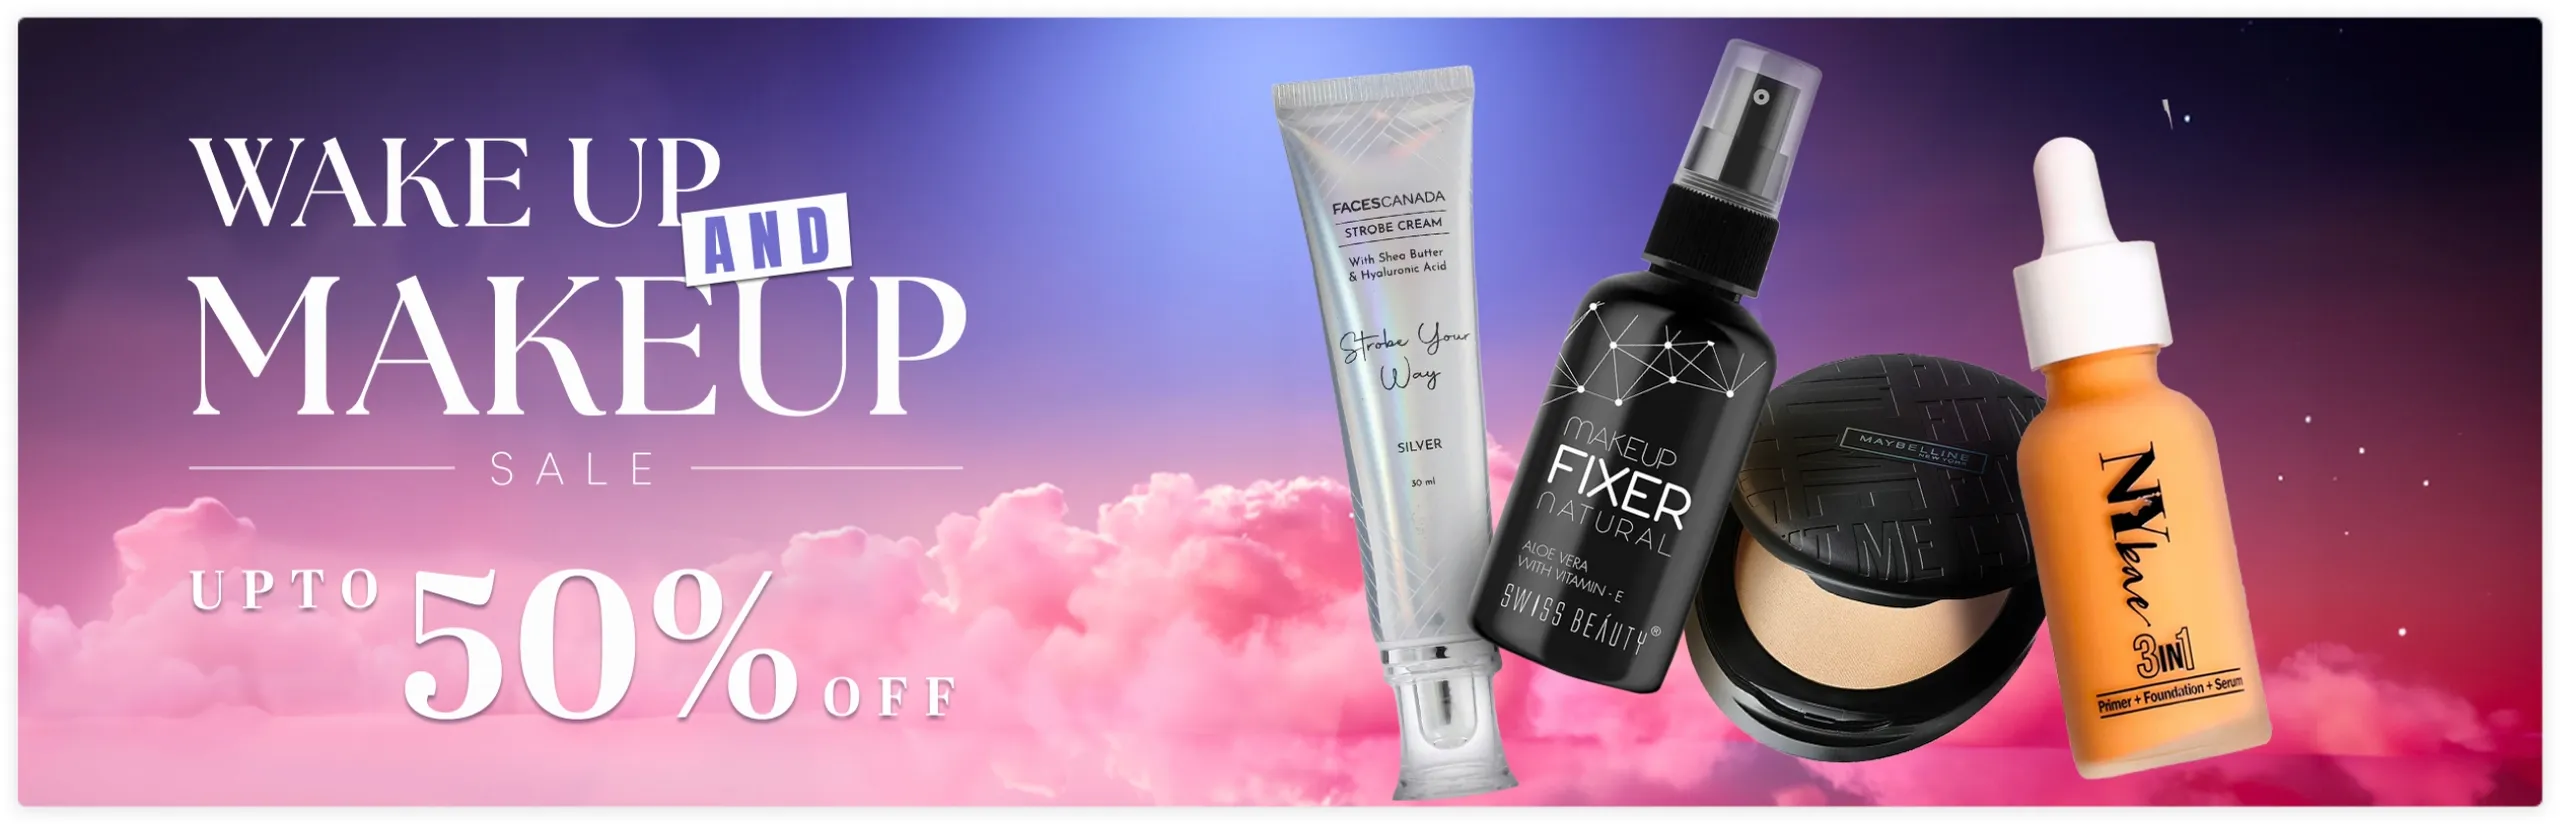 WAKE UP
AND
MAKEUP
SALE
UPTO 50% OFF
FACESCANADA
STROBE CREAM
With Shea Butter
& Hyaluronic Acid
Strobe Your
Way
SILVER
30 ml
MAKEUP
FIXER
NATURAL
ALOE VERA
WITH VITAMIN - E
SWISS BEAUTY®
MAYBELLINE
NEW YORK
FIT ME
NYbae
3IN1
Primer + Foundation + Serum